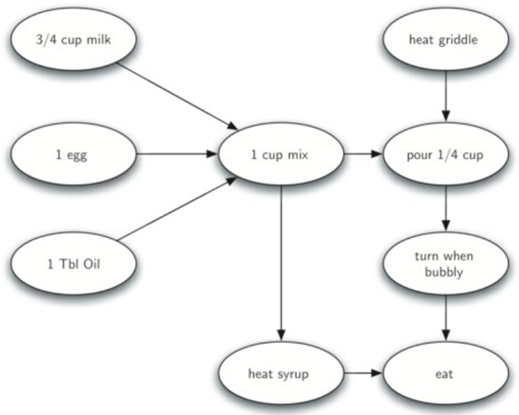 3/4 cup milk
heat griddle
1 egg
1 cup mix
pour 1/4 cup
1 Tbl Oil
turn when
bubbly
heat syrup
eat